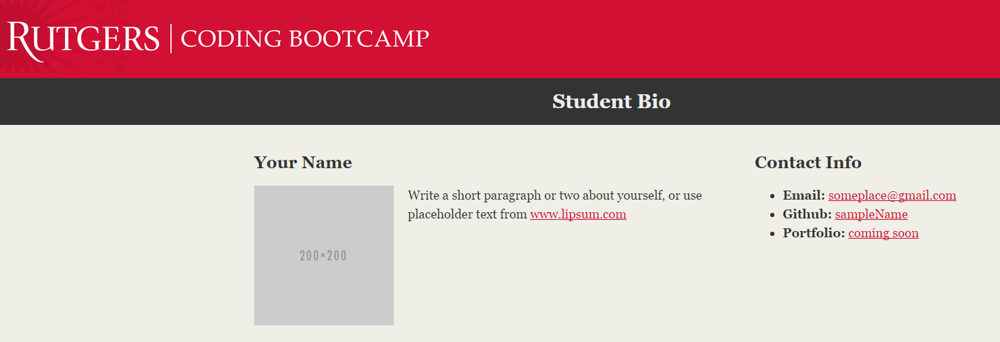 RUTGERS | CODING BOOTCAMP
Student Bio
Your Name
200×200
Write a short paragraph or two about yourself, or use
placeholder text from www.lipsum.com
Contact Info
Email: someplace@gmail.com
Github: sampleName
Portfolio: coming soon